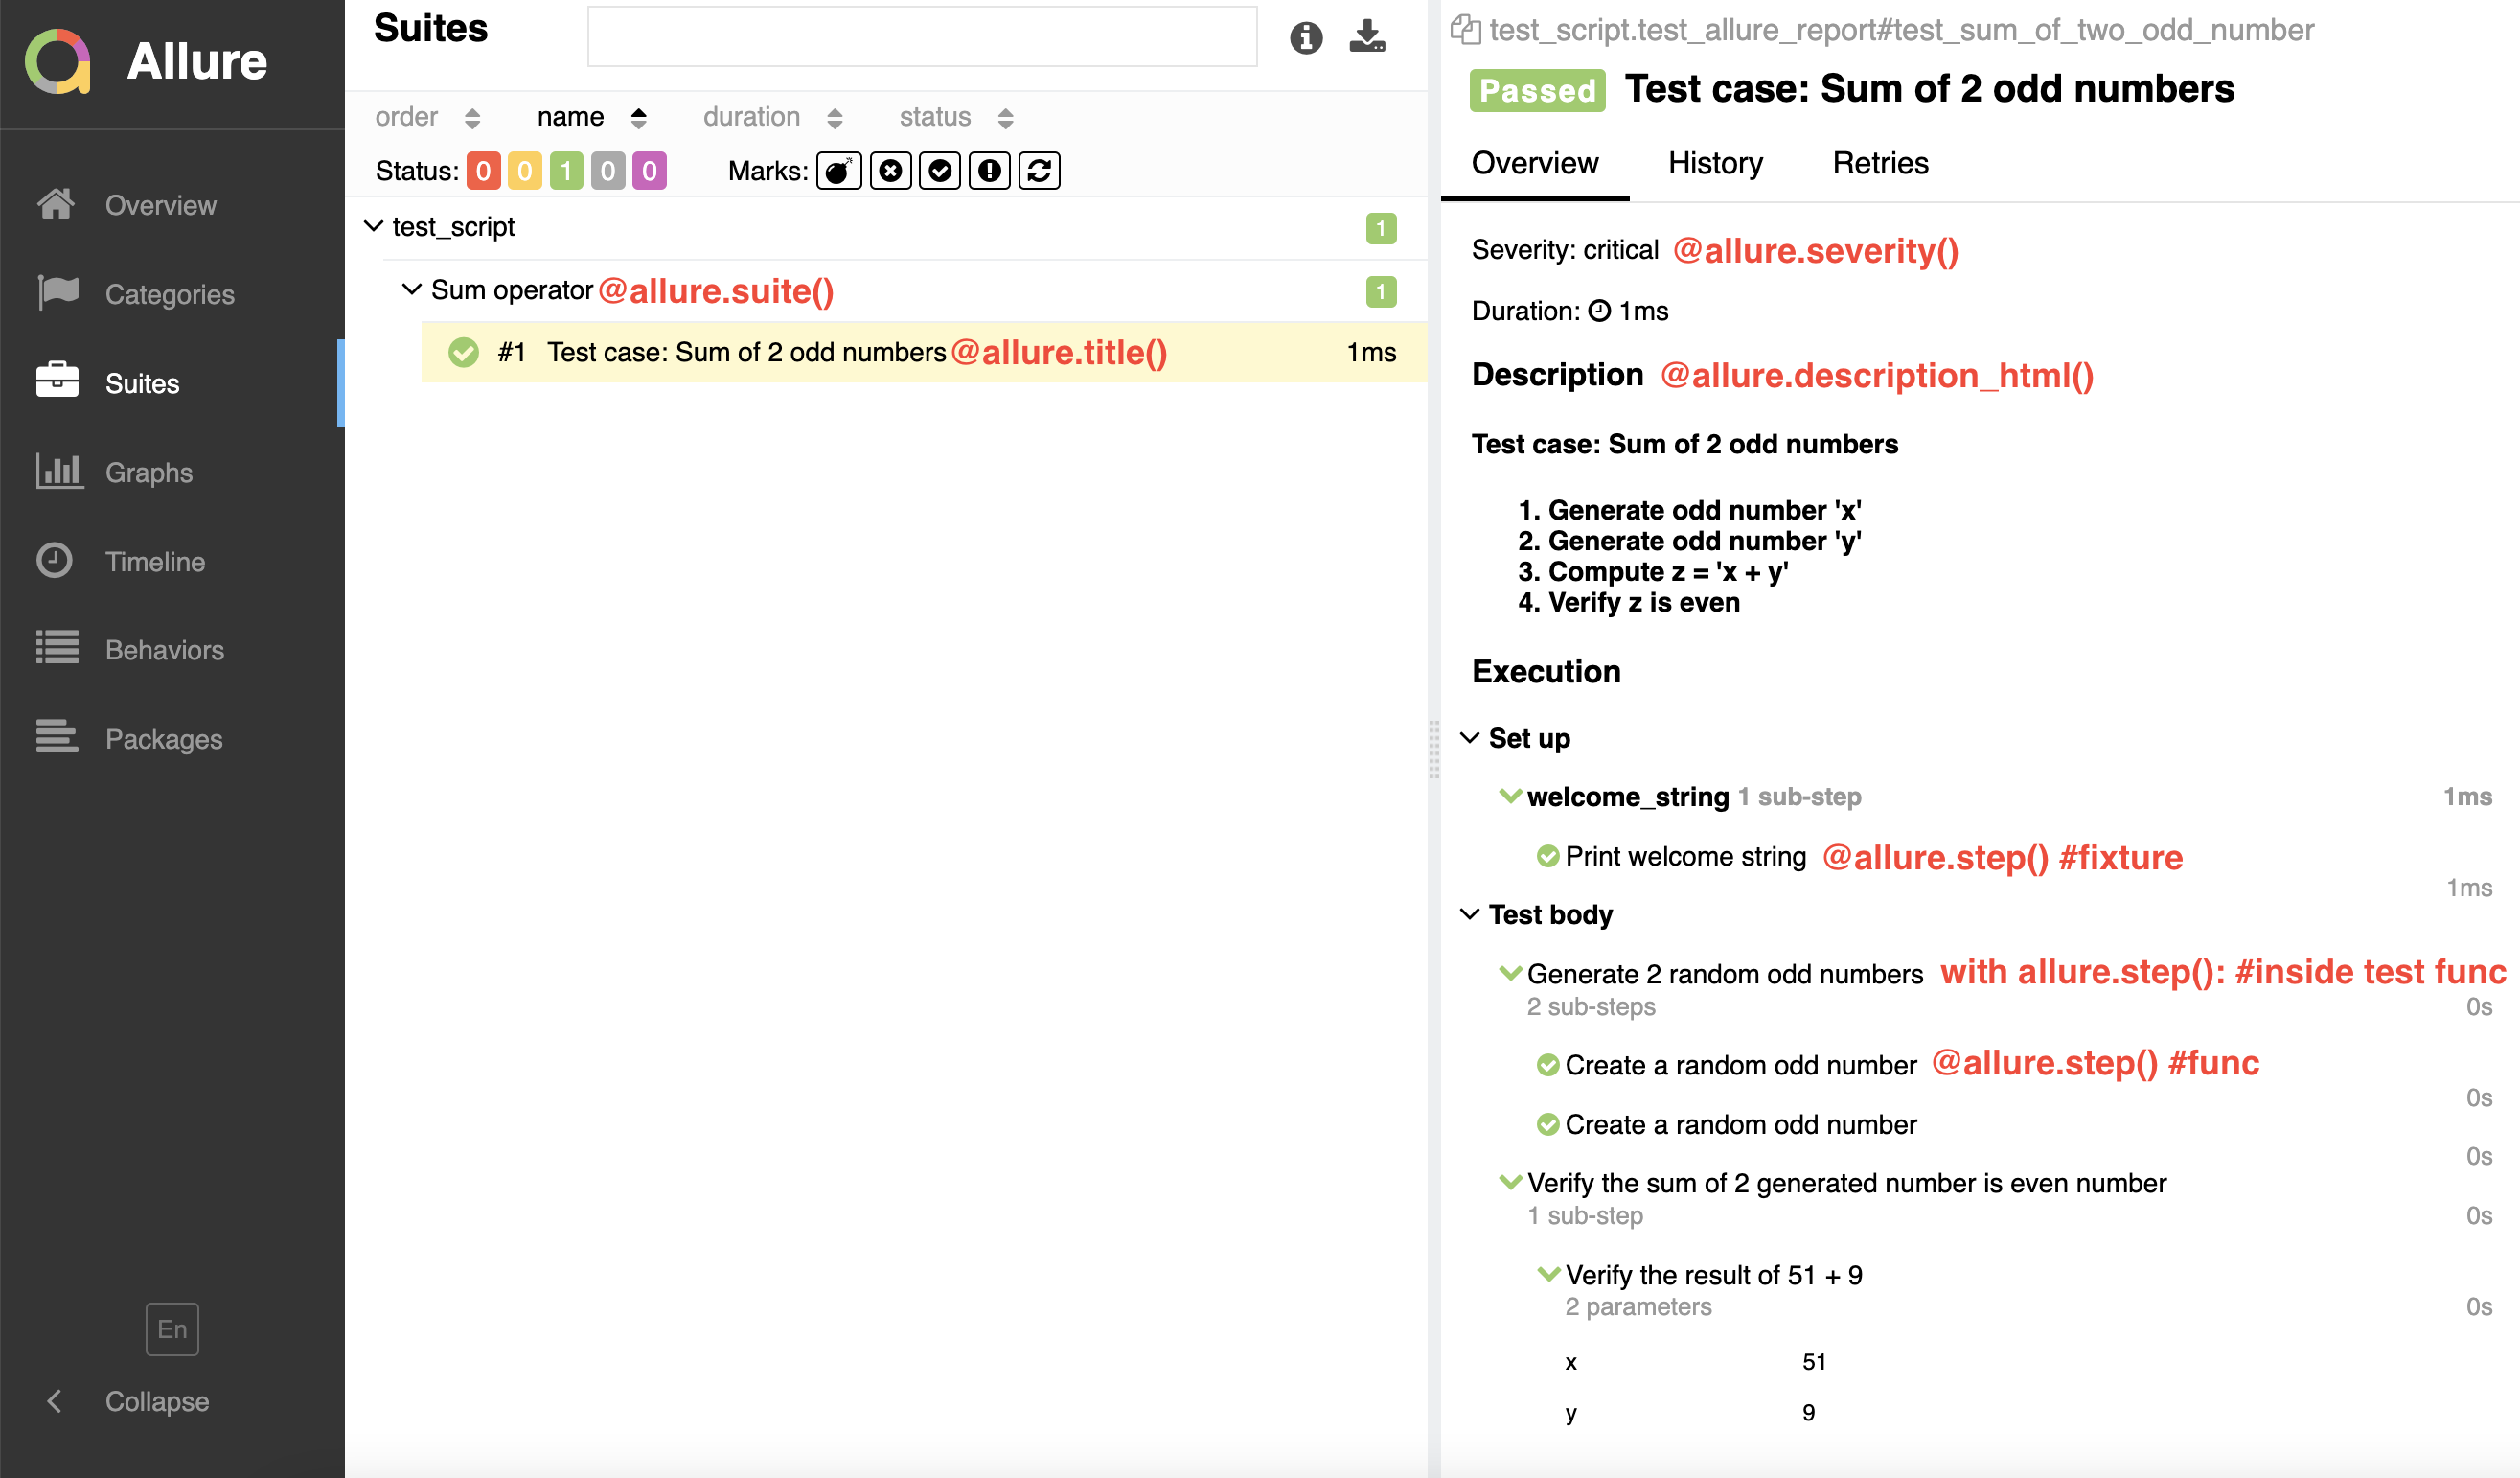 Allure
Overview
Categories
Suites
Graphs
Timeline
Behaviors
Packages
En
Collapse
Suites
order name duration status
Status: 0 0 1 0 0 Marks:
test_script 1
Sum operator @allure.suite() 1
#1 Test case: Sum of 2 odd numbers @allure.title() 1ms
test_script.test_allure_report#test_sum_of_two_odd_number
Passed Test case: Sum of 2 odd numbers
Overview History Retries
Severity: critical @allure.severity()
Duration: 1ms
Description @allure.description_html()
Test case: Sum of 2 odd numbers
1. Generate odd number 'x'
2. Generate odd number 'y'
3. Compute z = 'x + y'
4. Verify z is even
Execution
Set up
welcome_string 1 sub-step 1ms
Print welcome string @allure.step() #fixture
1ms
Test body
Generate 2 random odd numbers with allure.step(): #inside test func
2 sub-steps 0s
Create a random odd number @allure.step() #func
0s
Create a random odd number
0s
Verify the sum of 2 generated number is even number
1 sub-step 0s
Verify the result of 51 + 9
2 parameters 0s
x 51
y 9